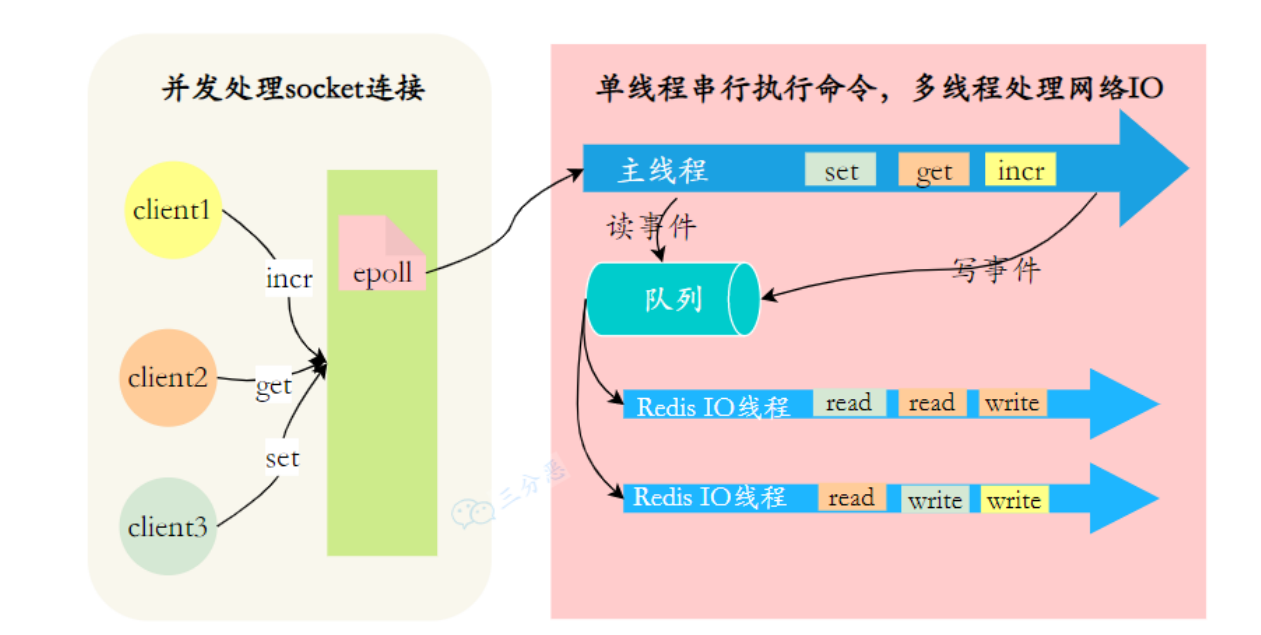 并发处理socket连接
client1
incr
client2
get
client3
set
epoll
单线程串行执行命令，多线程处理网络IO
主线程
set
get
incr
读事件
写事件
队列
Redis IO线程
read
read
write
Redis IO线程
read
write
write
三分恶